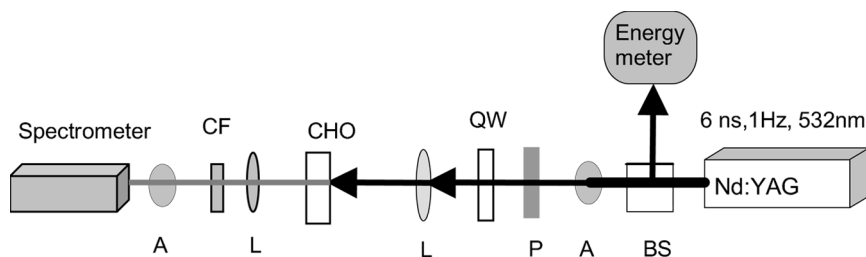 Energy
meter
6 ns,1Hz, 532nm
Spectrometer
CF
CHO
QW
Nd:YAG
A
L
L
P
A
BS